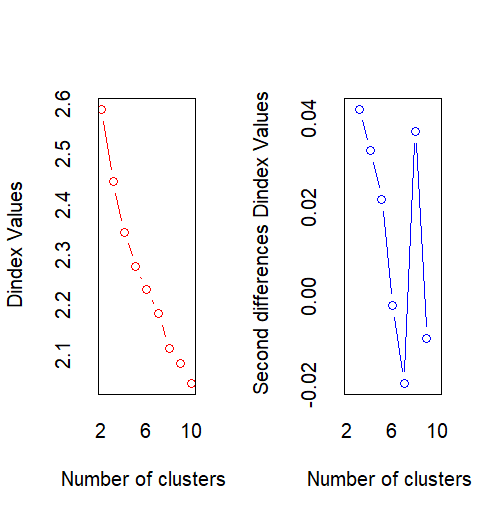 Dindex Values
2.6
2.5
2.4
2.3
2.2
2.1
2 6 10
Number of clusters
Second differences Dindex Values
0.04
0.02
0.00
-0.02
2 6 10
Number of clusters